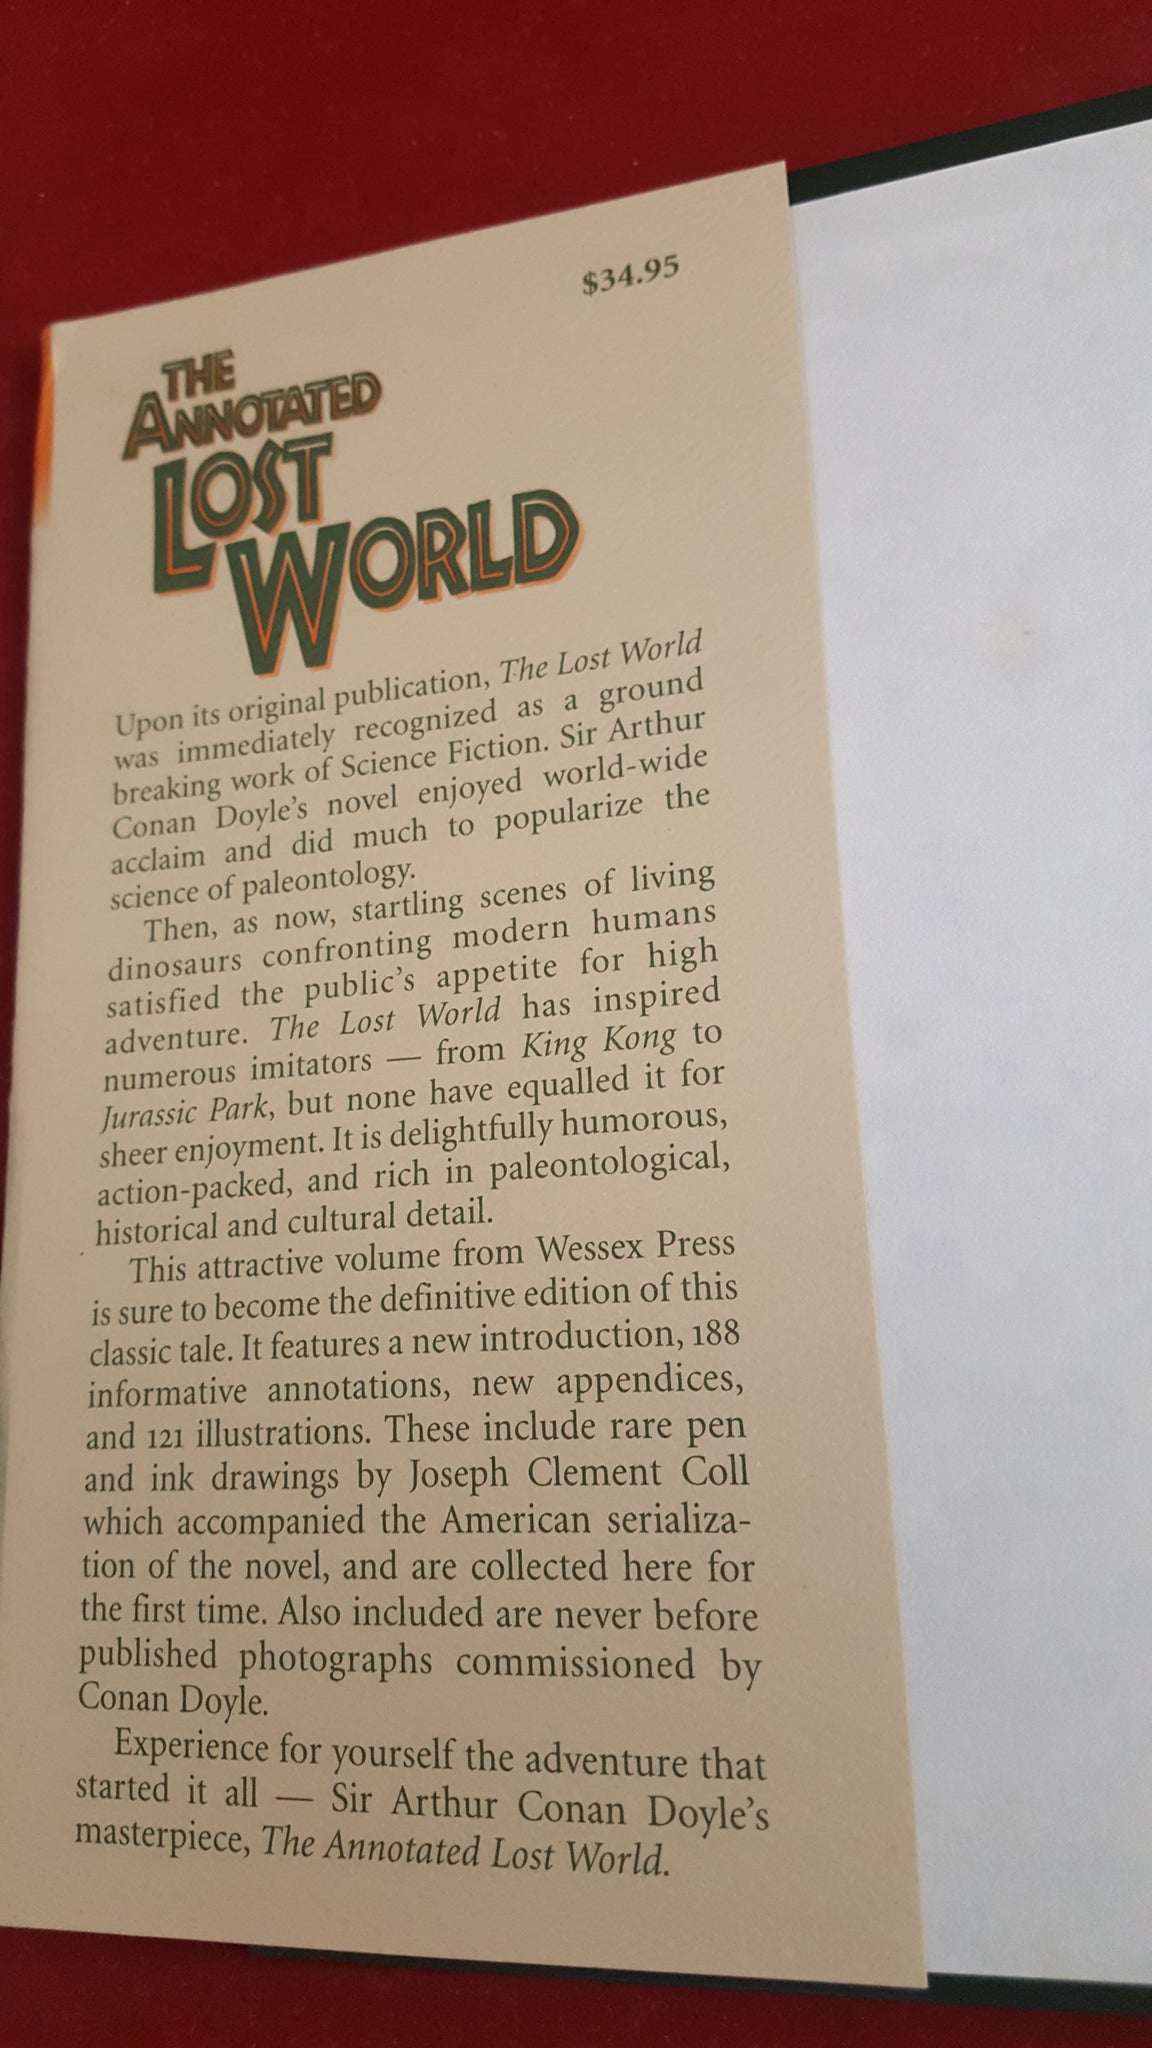 $34.95
THE
ANNOTATED
LOST
WORLD
Upon its original publication, The Lost World
was immediately recognized as a ground
breaking work of Science Fiction. Sir Arthur
Conan Doyle's novel enjoyed world-wide
acclaim and did much to popularize the
science of paleontology.
Then, as now, startling scenes of living
dinosaurs confronting modern humans
satisfied the public's appetite for high
adventure. The Lost World has inspired
numerous imitators — from King Kong to
Jurassic Park, but none have equalled it for
sheer enjoyment. It is delightfully humorous,
action-packed, and rich in paleontological,
historical and cultural detail.
This attractive volume from Wessex Press
is sure to become the definitive edition of this
classic tale. It features a new introduction, 188
informative annotations, new appendices,
and 121 illustrations. These include rare pen
and ink drawings by Joseph Clement Coll
which accompanied the American serializa-
tion of the novel, and are collected here for
the first time. Also included are never before
published photographs commissioned by
Conan Doyle.
Experience for yourself the adventure that
started it all — Sir Arthur Conan Doyle's
masterpiece, The Annotated Lost World.